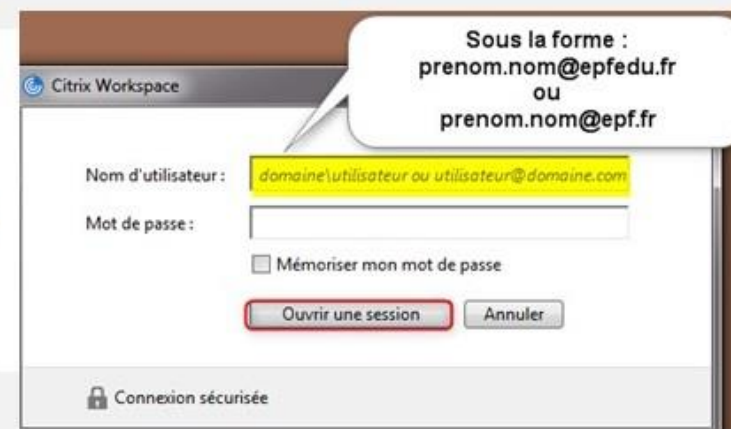 Sous la forme :
prenom.nom@epfedu.fr
ou
prenom.nom@epf.fr
Citrix Workspace
Nom d'utilisateur :
domaine\utilisateur ou utilisateur@domaine.com
Mot de passe :
Mémoriser mon mot de passe
Ouvrir une session
Annuler
Connexion sécurisée